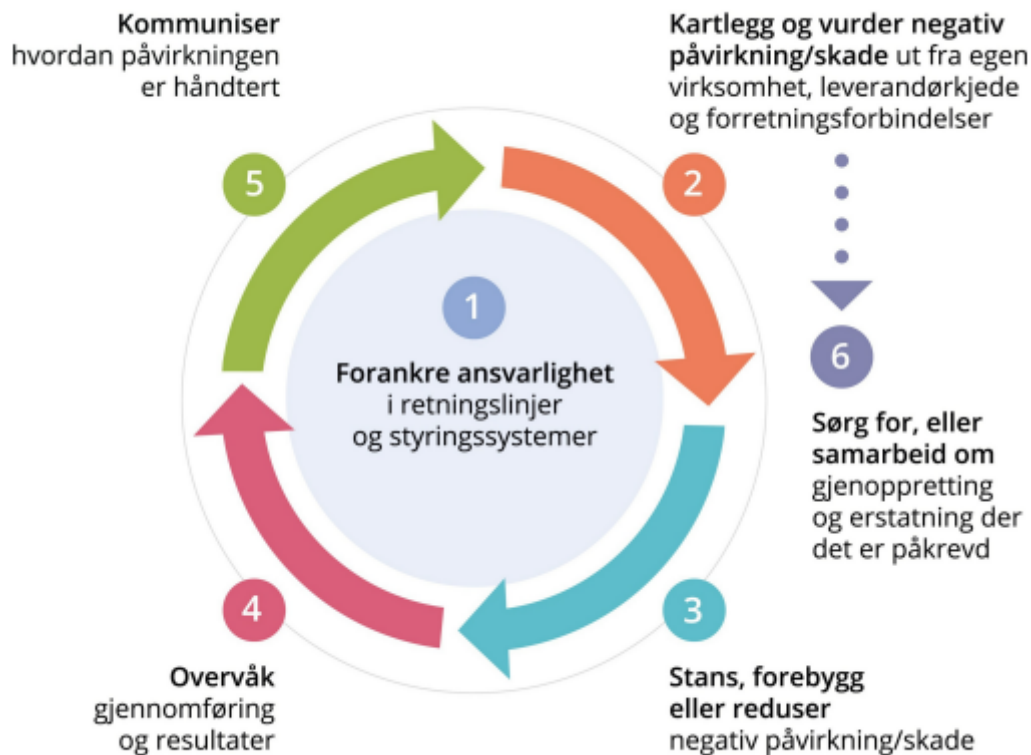 Kommuniser
hvordan påvirkningen
er håndtert
5
Kartlegg og vurder negativ
påvirkning/skade ut fra egen
virksomhet, leverandørkjede
og forretningsforbindelser
2
1
Forankre ansvarlighet
i retningslinjer
og styringssystemer
6
Sørg for, eller
samarbeid om
gjenoppretting
og erstatning der
det er påkrevd
4
Overvåk
gjennomføring
og resultater
3
Stans, forebygg
eller reduser
negativ påvirkning/skade